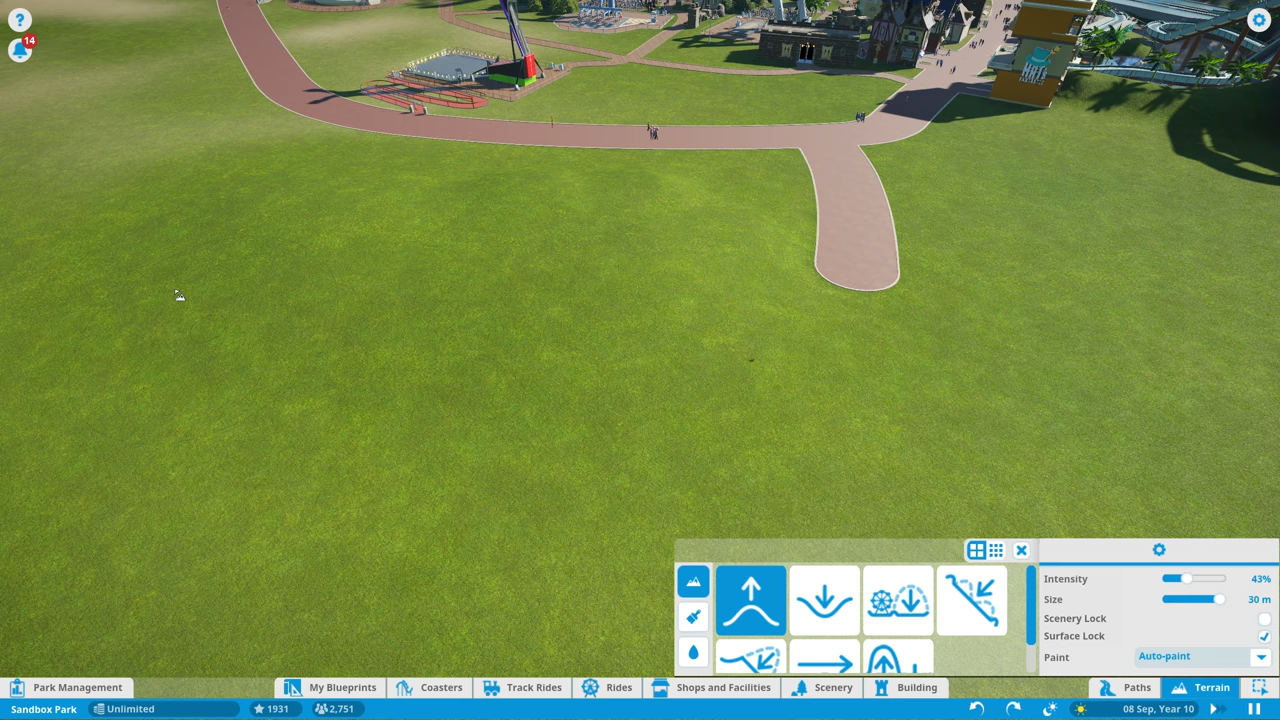 ?
14
Intensity 43%
Size 30 m
Scenery Lock
Surface Lock
Paint Auto-paint
Park Management My Blueprints Coasters Track Rides Rides Shops and Facilities Scenery Building Paths Terrain
Sandbox Park Unlimited 1931 2,751 08 Sep, Year 10